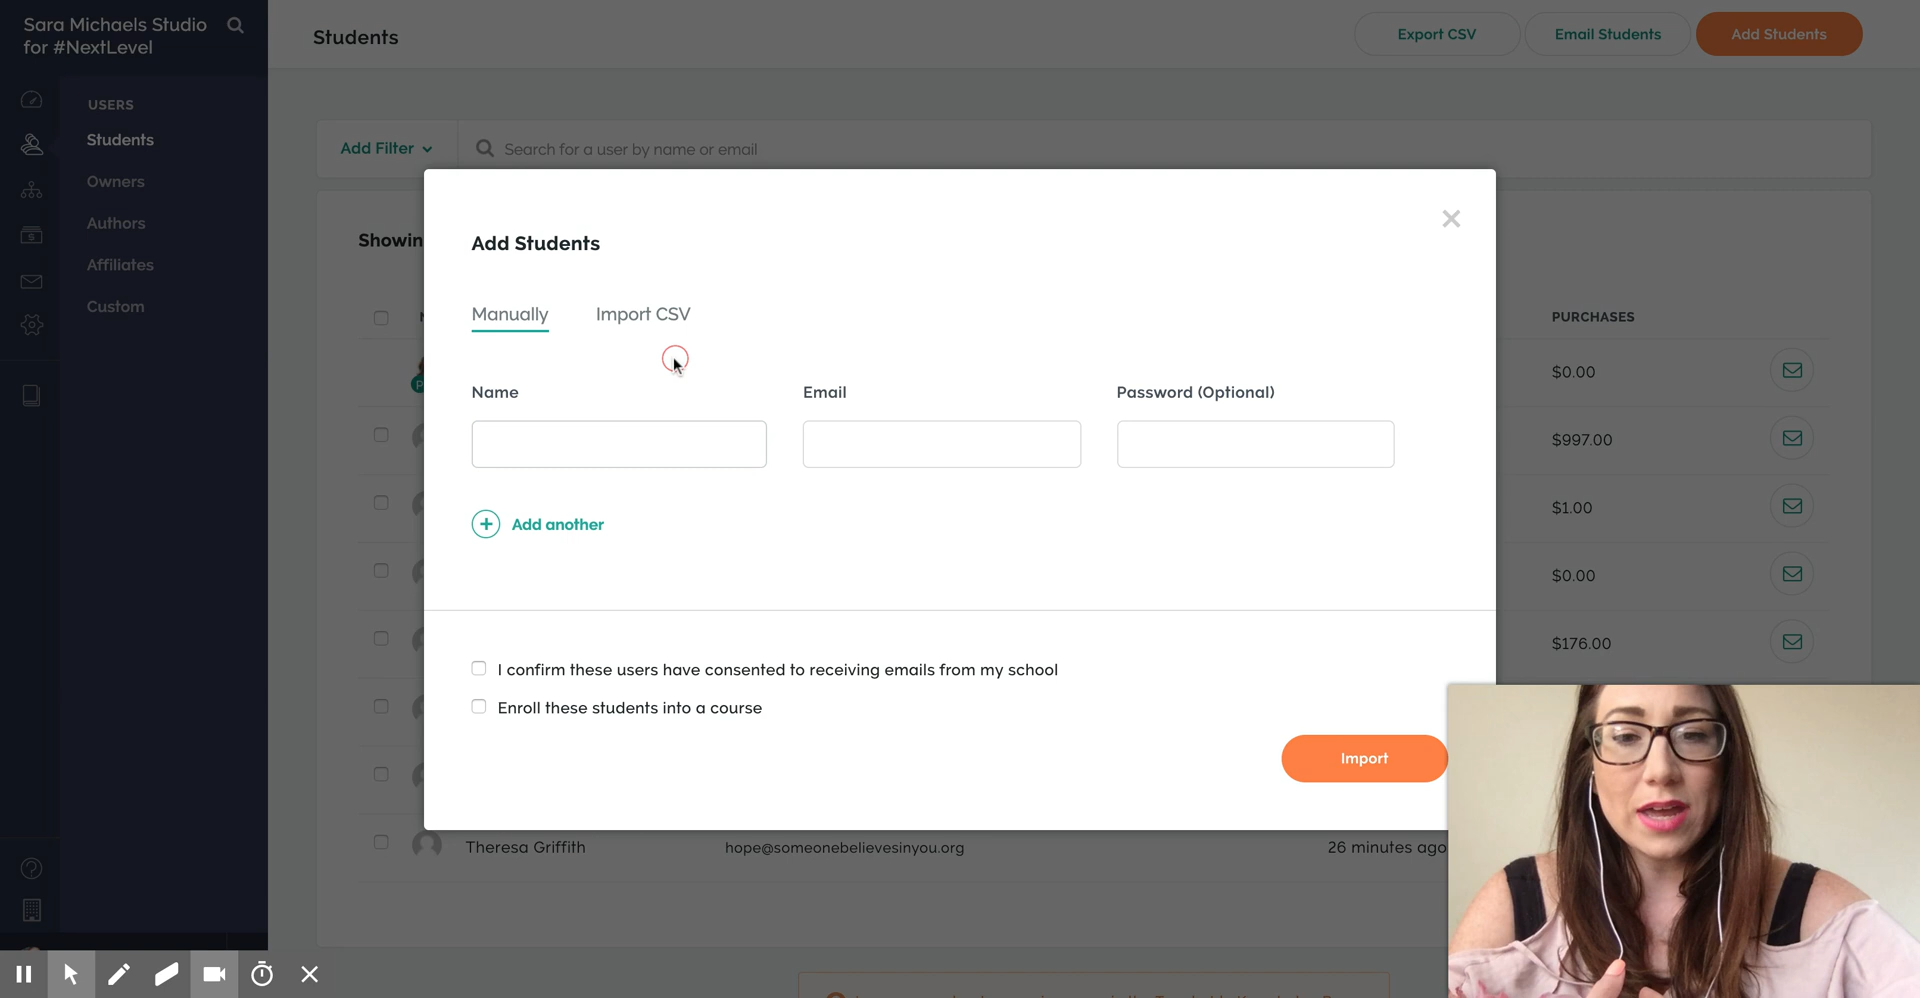 Sara Michaels Studio
for #NextLevel
Students
Export CSV
Email Students
Add Students
USERS
Students
Owners
Authors
Affiliates
Custom
Add Filter
Search for a user by name or email
Showin
Add Students
Manually
Import CSV
Name
Email
Password (Optional)
Add another
I confirm these users have consented to receiving emails from my school
Enroll these students into a course
Import
PURCHASES
$0.00
$997.00
$1.00
$0.00
$176.00
Theresa Griffith
hope@someonebelievesinyou.org
26 minutes ago